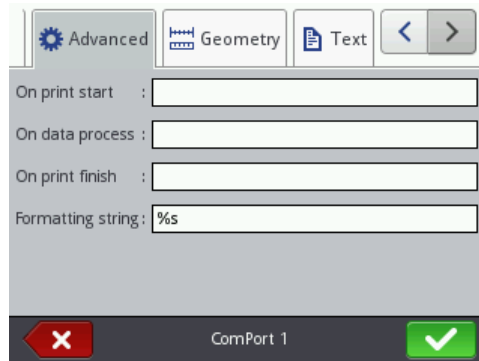 Advanced Geometry Text
On print start :
On data process :
On print finish :
Formatting string : %s
ComPort 1